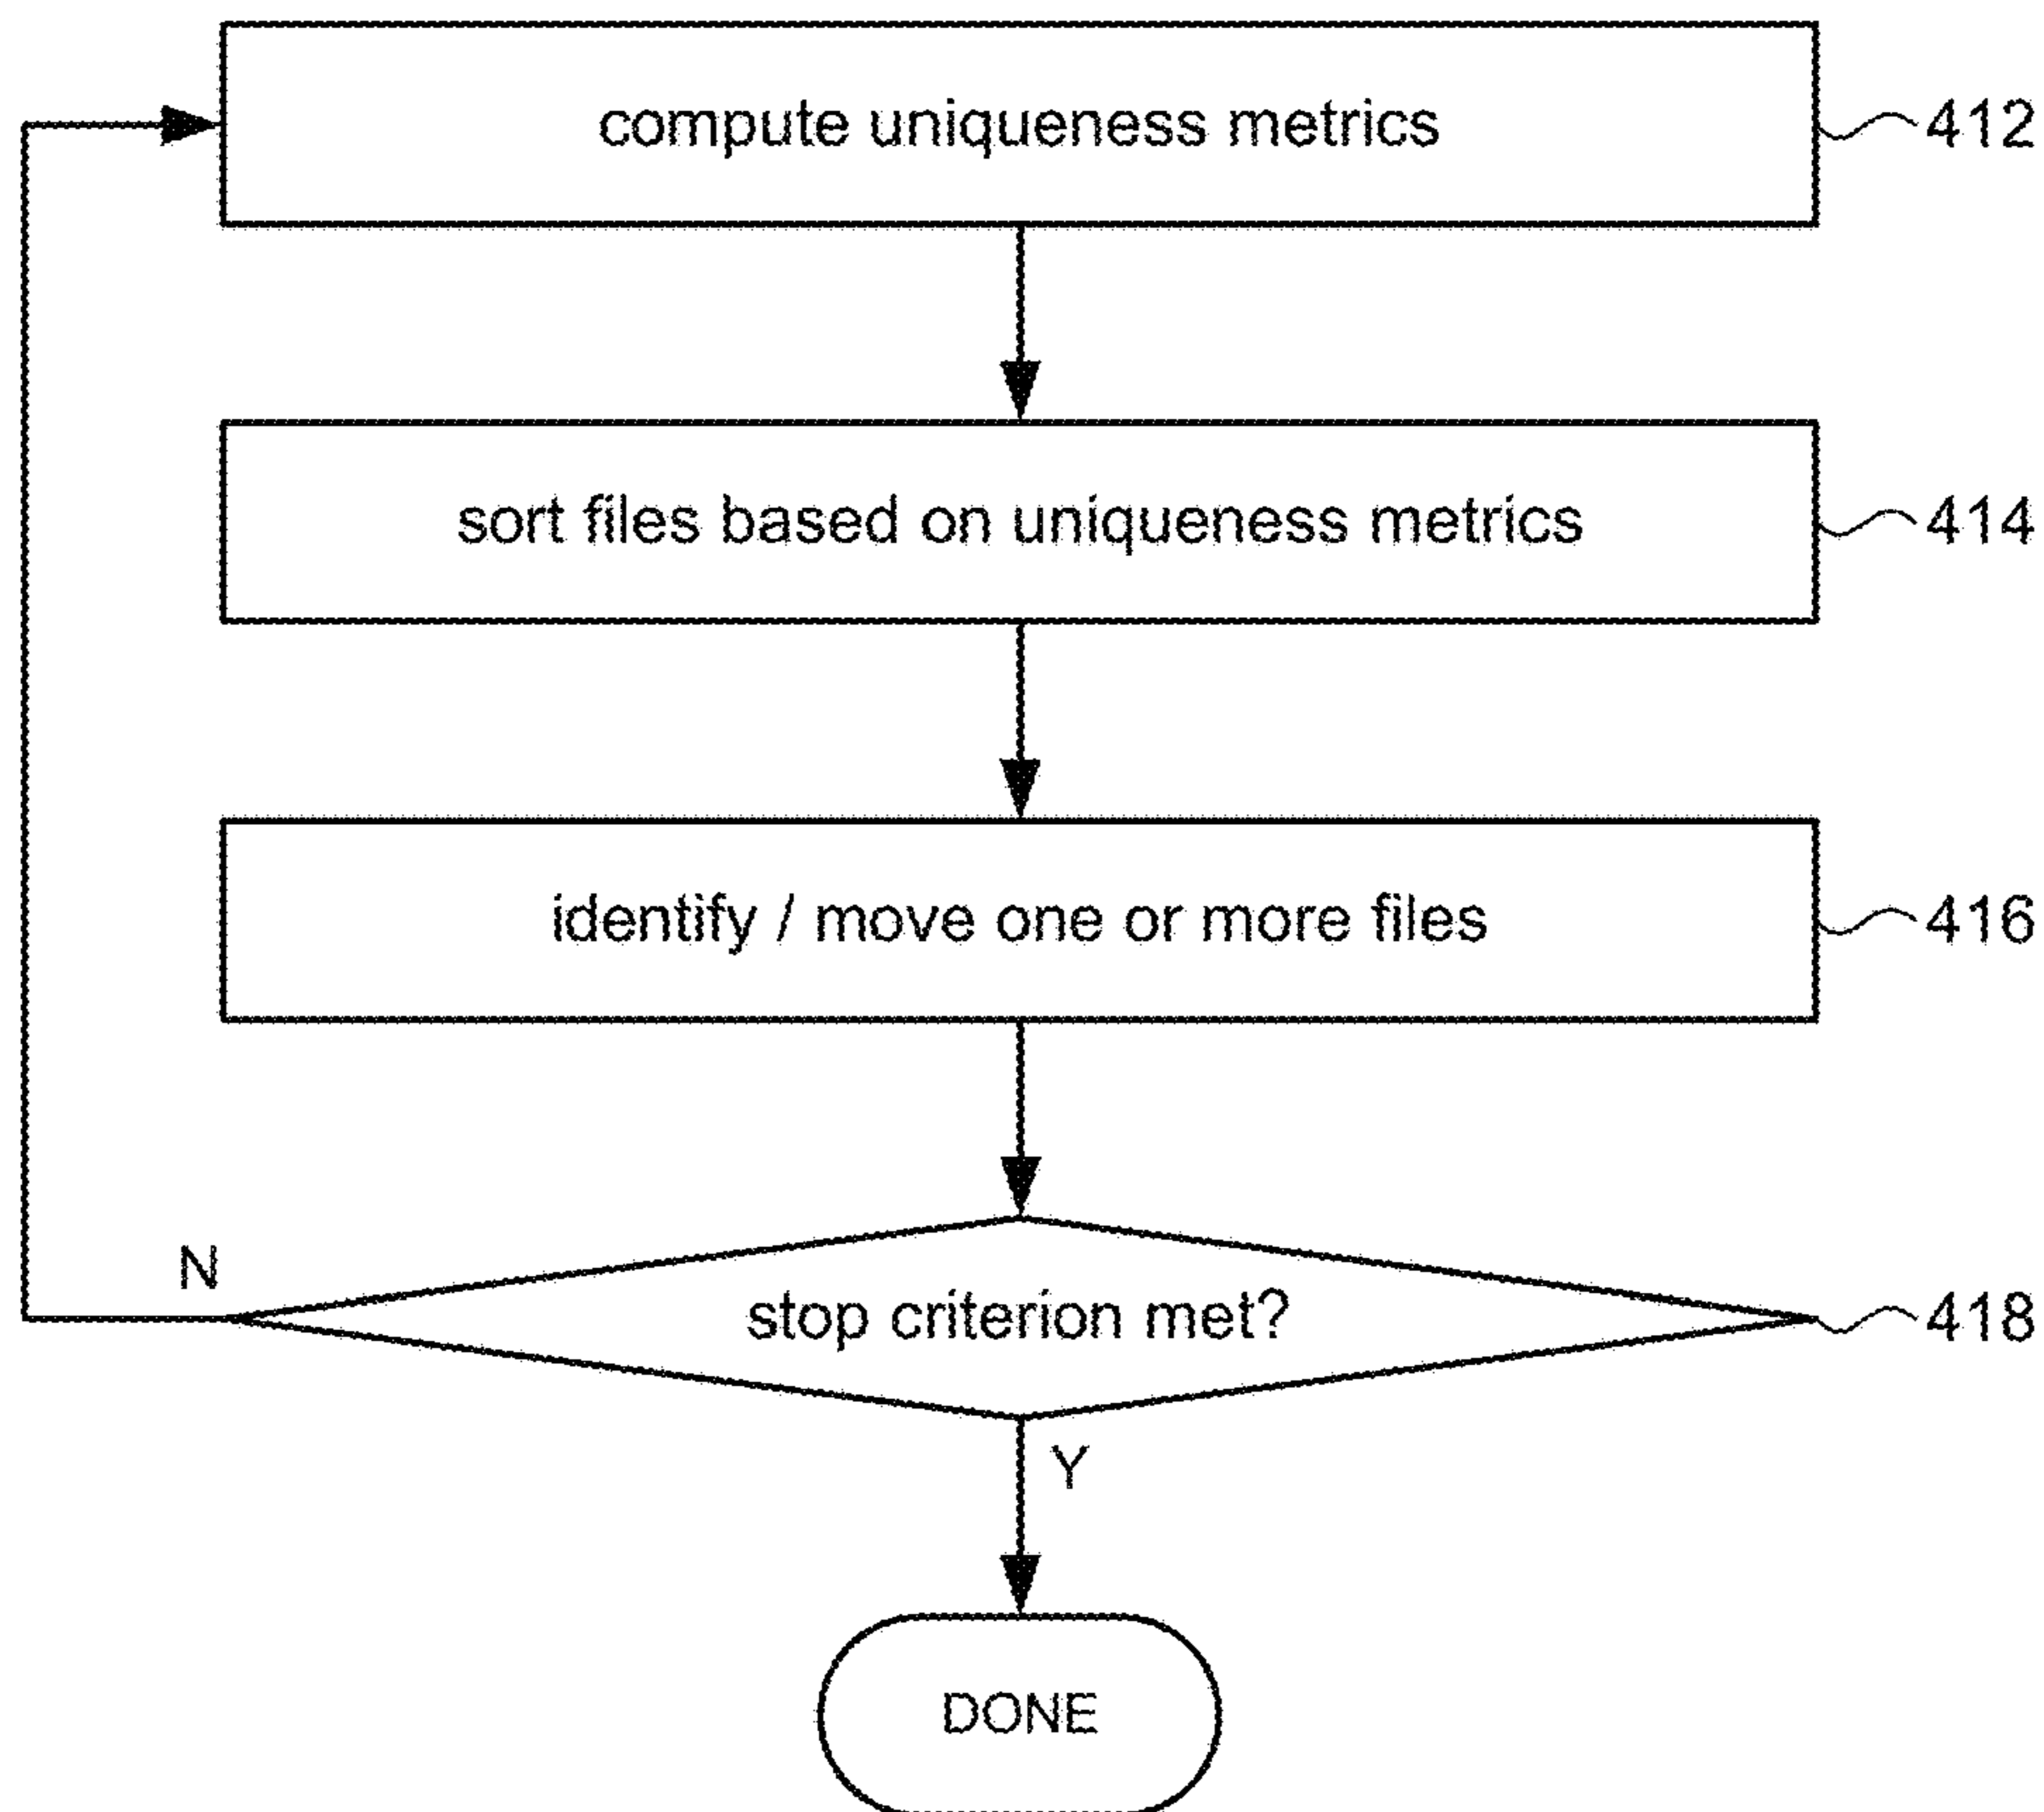 compute uniqueness metrics
412
sort files based on uniqueness metrics
414
identify / move one or more files
416
N
stop criterion met?
418
Y
DONE